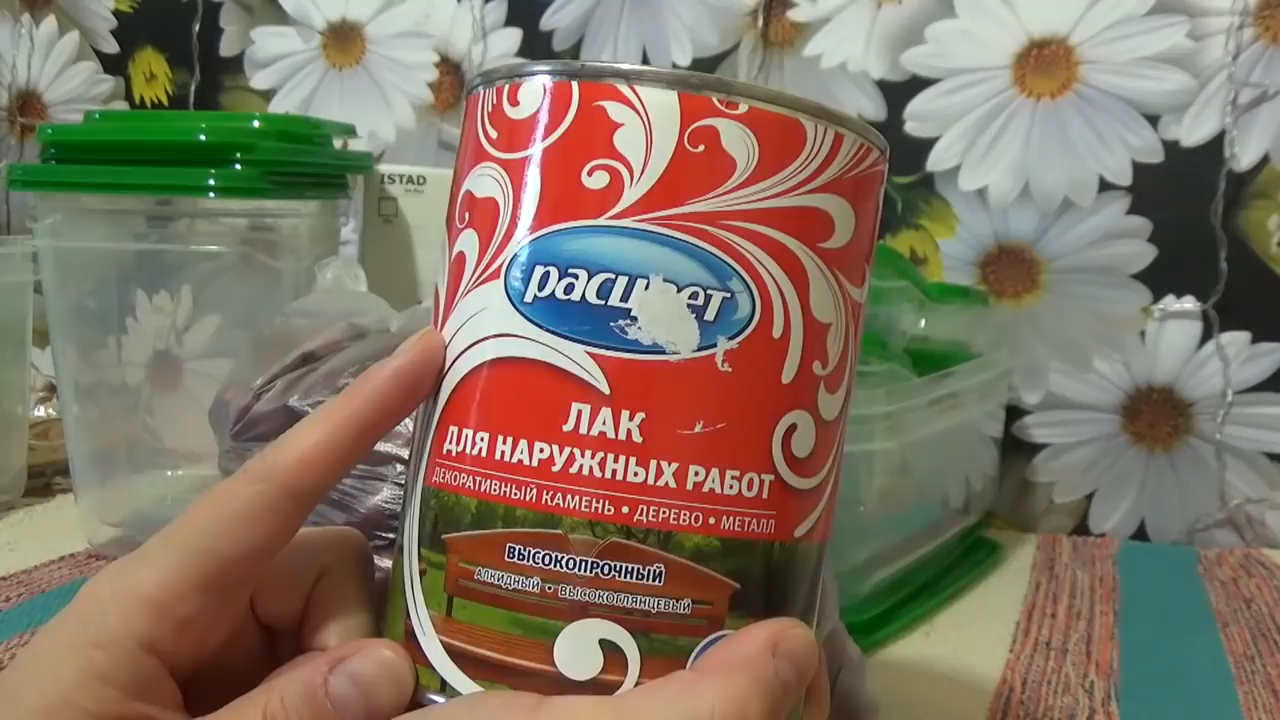 ISTAD
расцвет
ЛАК
ДЛЯ НАРУЖНЫХ РАБОТ
ДЕКОРАТИВНЫЙ КАМЕНЬ • ДЕРЕВО • МЕТАЛЛ
ВЫСОКОПРОЧНЫЙ
АЛКИДНЫЙ • ВЫСОКОГЛЯНЦЕВЫЙ